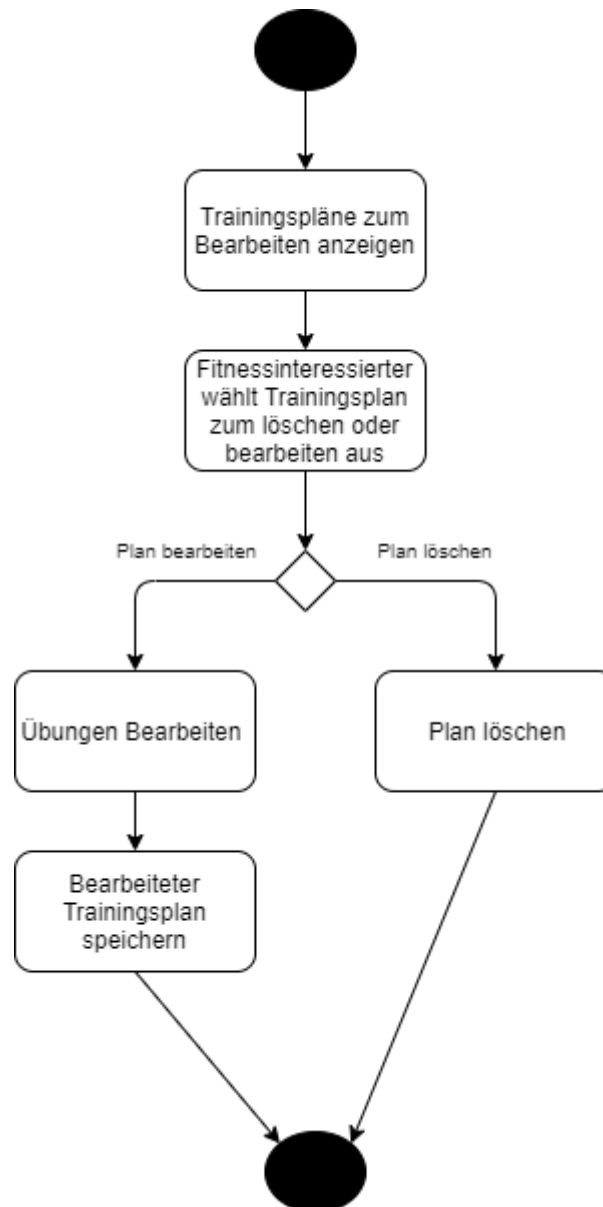 Trainingspläne zum
Bearbeiten anzeigen
Fitnessinteressierter
wählt Trainingsplan
zum löschen oder
bearbeiten aus
Plan bearbeiten
Plan löschen
Übungen Bearbeiten
Plan löschen
Bearbeiteter
Trainingsplan
speichern